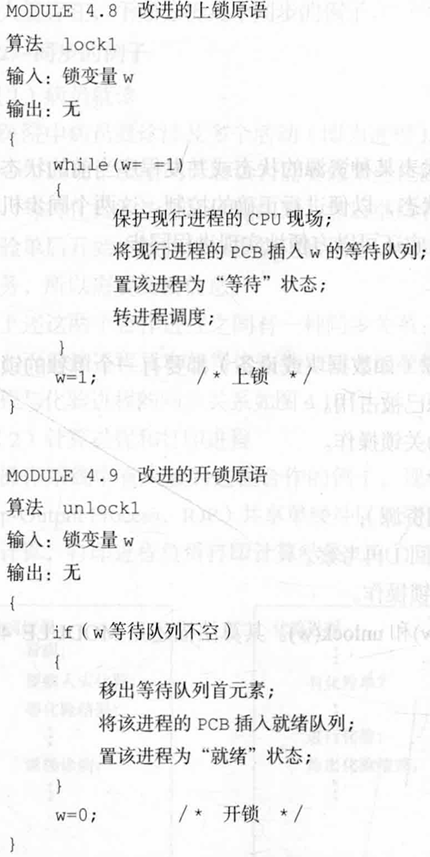 MODULE 4.8 改进的上锁原语
算法 lock1
输入：锁变量 w
输出：无
{
while(w= =1)
{
保护现行进程的 CPU 现场；
将现行进程的 PCB 插入 w 的等待队列；
置该进程为“等待”状态；
转进程调度；
}
w=1; /* 上锁 */
}
MODULE 4.9 改进的开锁原语
算法 unlock1
输入：锁变量 w
输出：无
{
if(w 等待队列不空)
{
移出等待队列首元素；
将该进程的 PCB 插入就绪队列；
置该进程为“就绪”状态；
}
w=0; /* 开锁 */
}